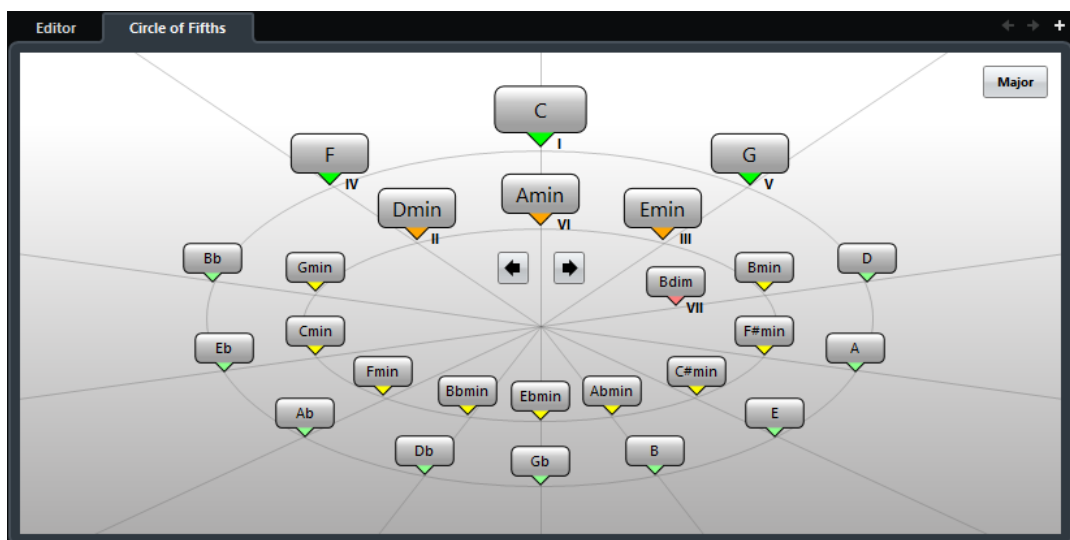 Editor Circle of Fifths
Major
C
I
F G
IV V
Amin
Dmin Emin
VI
II III
Bb D
Gmin Bmin
Bdim
VII
Cmin F#min
Eb A
Fmin C#min
Bbmin Ebmin Abmin
Ab E
Db B
Gb